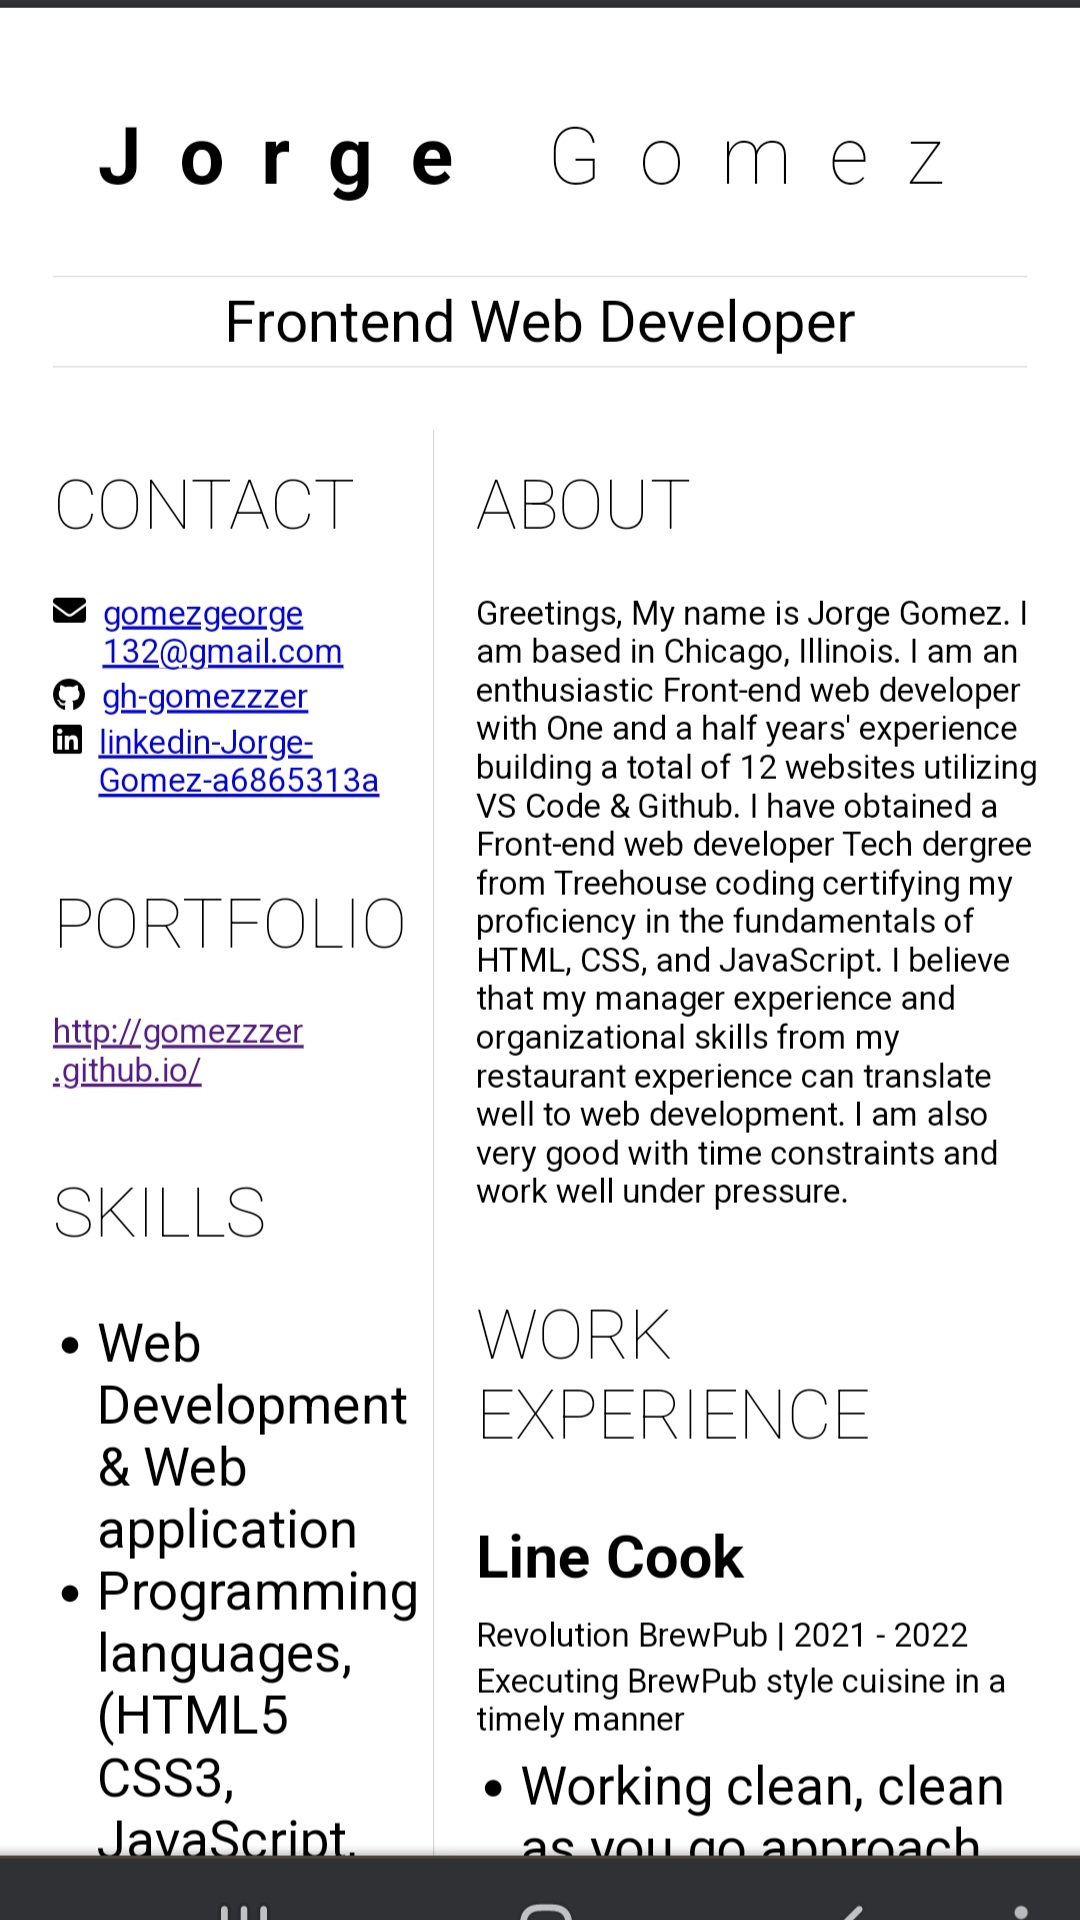 Jorge Gomez
Frontend Web Developer
CONTACT
gomezgeorge
132@gmail.com
gh-gomezzzer
linkedin-Jorge-
Gomez-a6865313a
PORTFOLIO
http://gomezzzer
.github.io/
SKILLS
• Web
Development
& Web
application
• Programming
languages,
(HTML5
CSS3,
JavaScript,
ABOUT
Greetings, My name is Jorge Gomez. I
am based in Chicago, Illinois. I am an
enthusiastic Front-end web developer
with One and a half years' experience
building a total of 12 websites utilizing
VS Code & Github. I have obtained a
Front-end web developer Tech dergree
from Treehouse coding certifying my
proficiency in the fundamentals of
HTML, CSS, and JavaScript. I believe
that my manager experience and
organizational skills from my
restaurant experience can translate
well to web development. I am also
very good with time constraints and
work well under pressure.
WORK
EXPERIENCE
Line Cook
Revolution BrewPub | 2021 - 2022
Executing BrewPub style cuisine in a
timely manner
• Working clean, clean
as you go approach